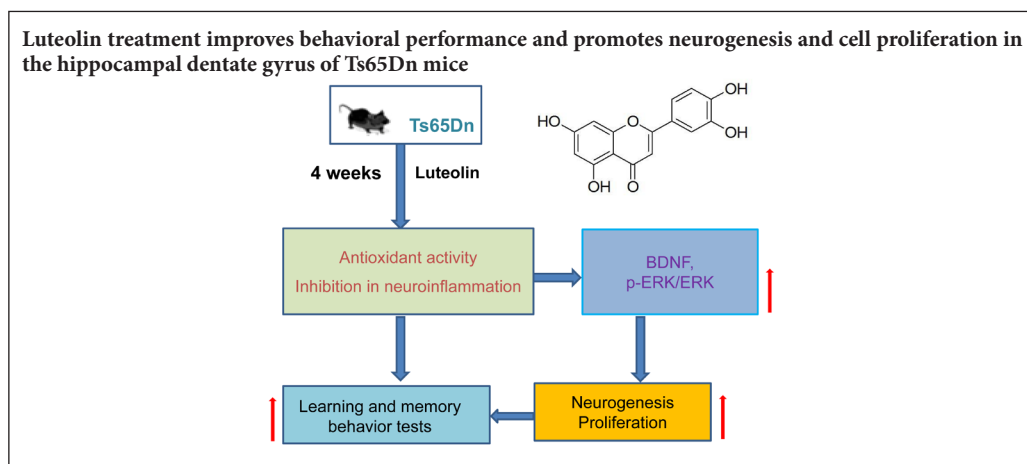 Luteolin treatment improves behavioral performance and promotes neurogenesis and cell proliferation in
the hippocampal dentate gyrus of Ts65Dn mice
Ts65Dn
4 weeks
Luteolin
OH
OH
HO
O
OH
O
Antioxidant activity
Inhibition in neuroinflammation
BDNF,
p-ERK/ERK
Learning and memory
behavior tests
Neurogenesis
Proliferation